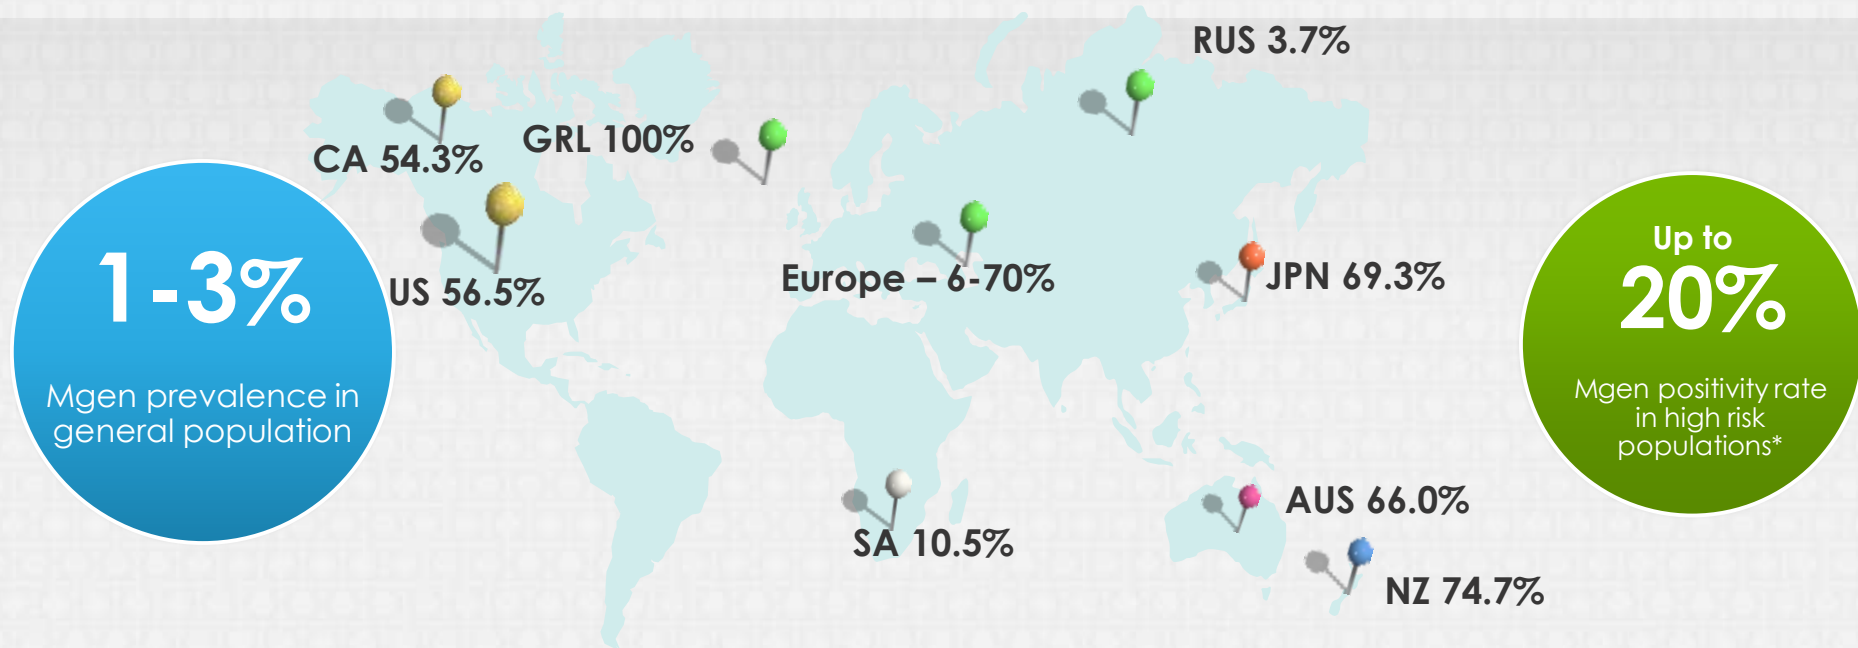 RUS 3.7%
GRL 100%
CA 54.3%
US 56.5%
Europe – 6-70%
JPN 69.3%
1-3%
Mgen prevalence in
general population
Up to
20%
Mgen positivity rate
in high risk
populations*
SA 10.5%
AUS 66.0%
NZ 74.7%